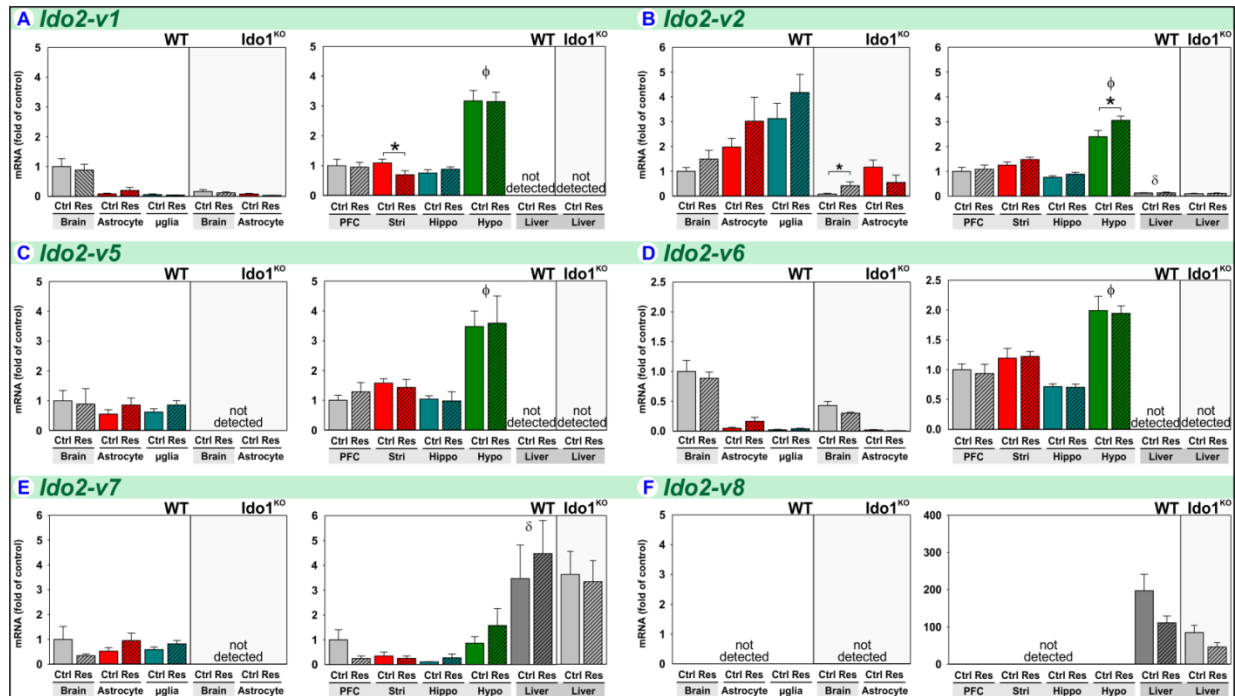 A Ido2-v1
WT Ido1KO
mRNA (fold of control)
5
4
3
2
1
0
Ctrl Res Ctrl Res Ctrl Res Ctrl Res Ctrl Res
Brain Astrocyte µglia Brain Astrocyte
WT Ido1KO
5
4
3
2
1
0
*
ϕ
not detected
not detected
Ctrl Res Ctrl Res Ctrl Res Ctrl Res Ctrl Res Ctrl Res
PFC Stri Hippo Hypo Liver Liver
B Ido2-v2
WT Ido1KO
mRNA (fold of control)
6
5
4
3
2
1
0
*
Ctrl Res Ctrl Res Ctrl Res Ctrl Res Ctrl Res
Brain Astrocyte µglia Brain Astrocyte
WT Ido1KO
6
5
4
3
2
1
0
ϕ
*
δ
Ctrl Res Ctrl Res Ctrl Res Ctrl Res Ctrl Res Ctrl Res
PFC Stri Hippo Hypo Liver Liver
C Ido2-v5
WT Ido1KO
mRNA (fold of control)
5
4
3
2
1
0
not
detected
Ctrl Res Ctrl Res Ctrl Res Ctrl Res Ctrl Res
Brain Astrocyte µglia Brain Astrocyte
WT Ido1KO
5
4
3
2
1
0
ϕ
not detected
not detected
Ctrl Res Ctrl Res Ctrl Res Ctrl Res Ctrl Res Ctrl Res
PFC Stri Hippo Hypo Liver Liver
D Ido2-v6
WT Ido1KO
mRNA (fold of control)
2.5
2.0
1.5
1.0
0.5
0.0
Ctrl Res Ctrl Res Ctrl Res Ctrl Res Ctrl Res
Brain Astrocyte µglia Brain Astrocyte
WT Ido1KO
2.5
2.0
1.5
1.0
0.5
0.0
ϕ
not detected
not detected
Ctrl Res Ctrl Res Ctrl Res Ctrl Res Ctrl Res Ctrl Res
PFC Stri Hippo Hypo Liver Liver
E Ido2-v7
WT Ido1KO
mRNA (fold of control)
6
5
4
3
2
1
0
not
detected
Ctrl Res Ctrl Res Ctrl Res Ctrl Res Ctrl Res
Brain Astrocyte µglia Brain Astrocyte
WT Ido1KO
6
5
4
3
2
1
0
δ
Ctrl Res Ctrl Res Ctrl Res Ctrl Res Ctrl Res Ctrl Res
PFC Stri Hippo Hypo Liver Liver
F Ido2-v8
WT Ido1KO
mRNA (fold of control)
5
4
3
2
1
0
not
detected
not
detected
Ctrl Res Ctrl Res Ctrl Res Ctrl Res Ctrl Res
Brain Astrocyte µglia Brain Astrocyte
WT Ido1KO
400
300
200
100
0
not
detected
Ctrl Res Ctrl Res Ctrl Res Ctrl Res Ctrl Res Ctrl Res
PFC Stri Hippo Hypo Liver Liver